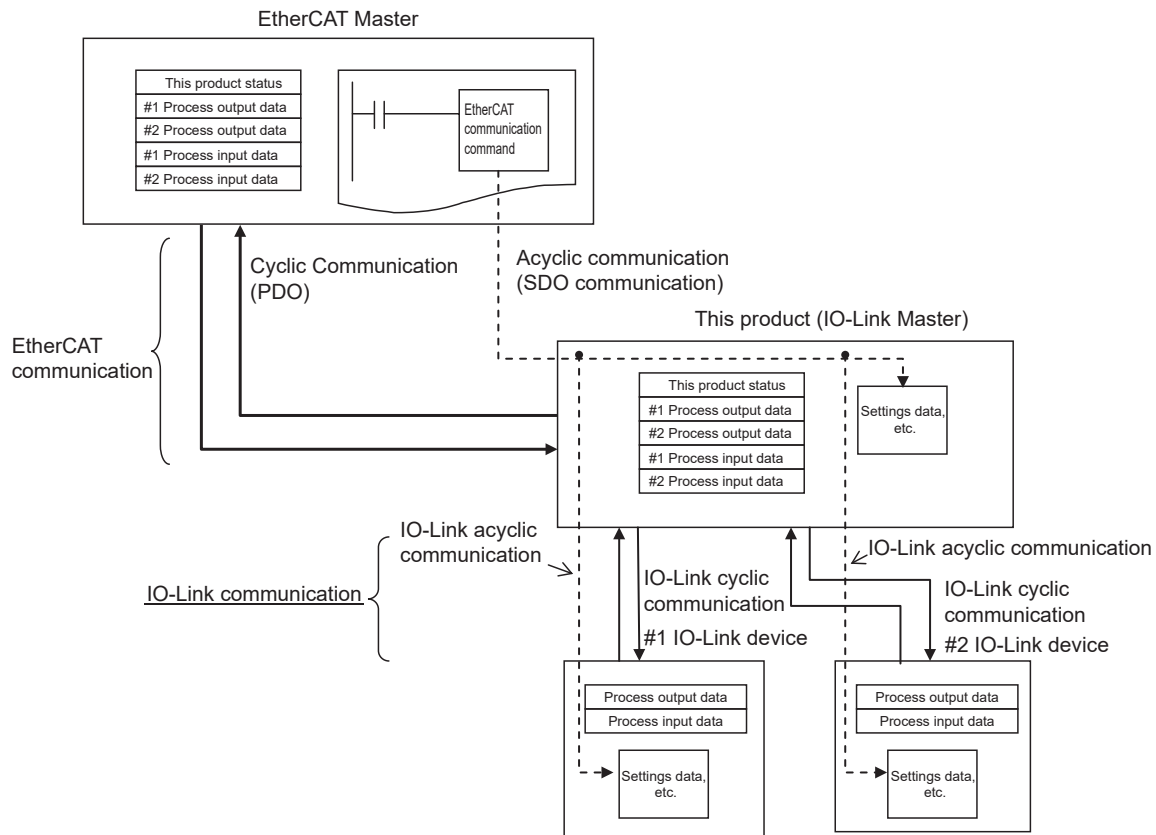 EtherCAT Master
This product status
#1 Process output data
#2 Process output data
#1 Process input data
#2 Process input data
EtherCAT
communication
command
Cyclic Communication
(PDO)
Acyclic communication
(SDO communication)
EtherCAT
communication
This product (IO-Link Master)
This product status
#1 Process output data
#2 Process output data
#1 Process input data
#2 Process input data
Settings data,
etc.
IO-Link acyclic
communication
IO-Link acyclic communication
IO-Link communication
IO-Link cyclic
communication
IO-Link cyclic
communication
#1 IO-Link device
#2 IO-Link device
Process output data
Process input data
Settings data,
etc.
Process output data
Process input data
Settings data,
etc.